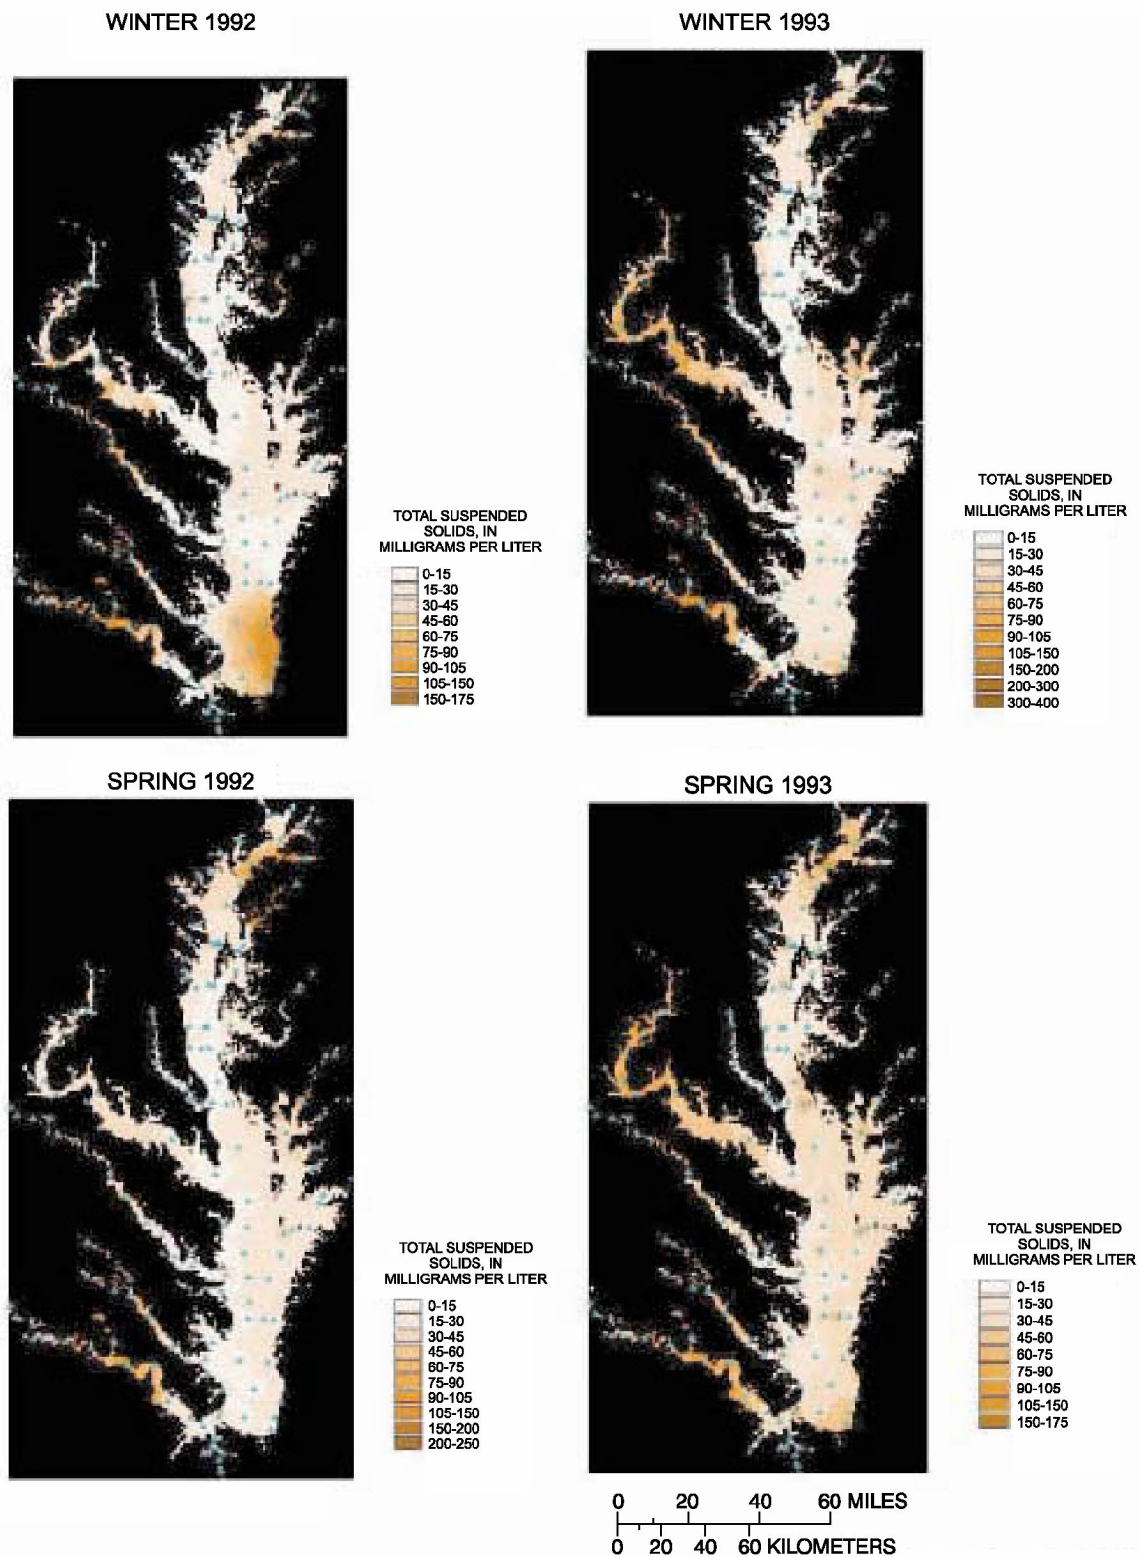 WINTER 1992
WINTER 1993
TOTAL SUSPENDED
SOLIDS, IN
MILLIGRAMS PER LITER
0-15
15-30
30-45
45-60
60-75
75-90
90-105
105-150
150-175
TOTAL SUSPENDED
SOLIDS, IN
MILLIGRAMS PER LITER
0-15
15-30
30-45
45-60
60-75
75-90
90-105
105-150
150-200
200-300
300-400
SPRING 1992
SPRING 1993
TOTAL SUSPENDED
SOLIDS, IN
MILLIGRAMS PER LITER
0-15
15-30
30-45
45-60
60-75
75-90
90-105
105-150
150-200
200-250
TOTAL SUSPENDED
SOLIDS, IN
MILLIGRAMS PER LITER
0-15
15-30
30-45
45-60
60-75
75-90
90-105
105-150
150-175
0 20 40 60 MILES
0 20 40 60 KILOMETERS